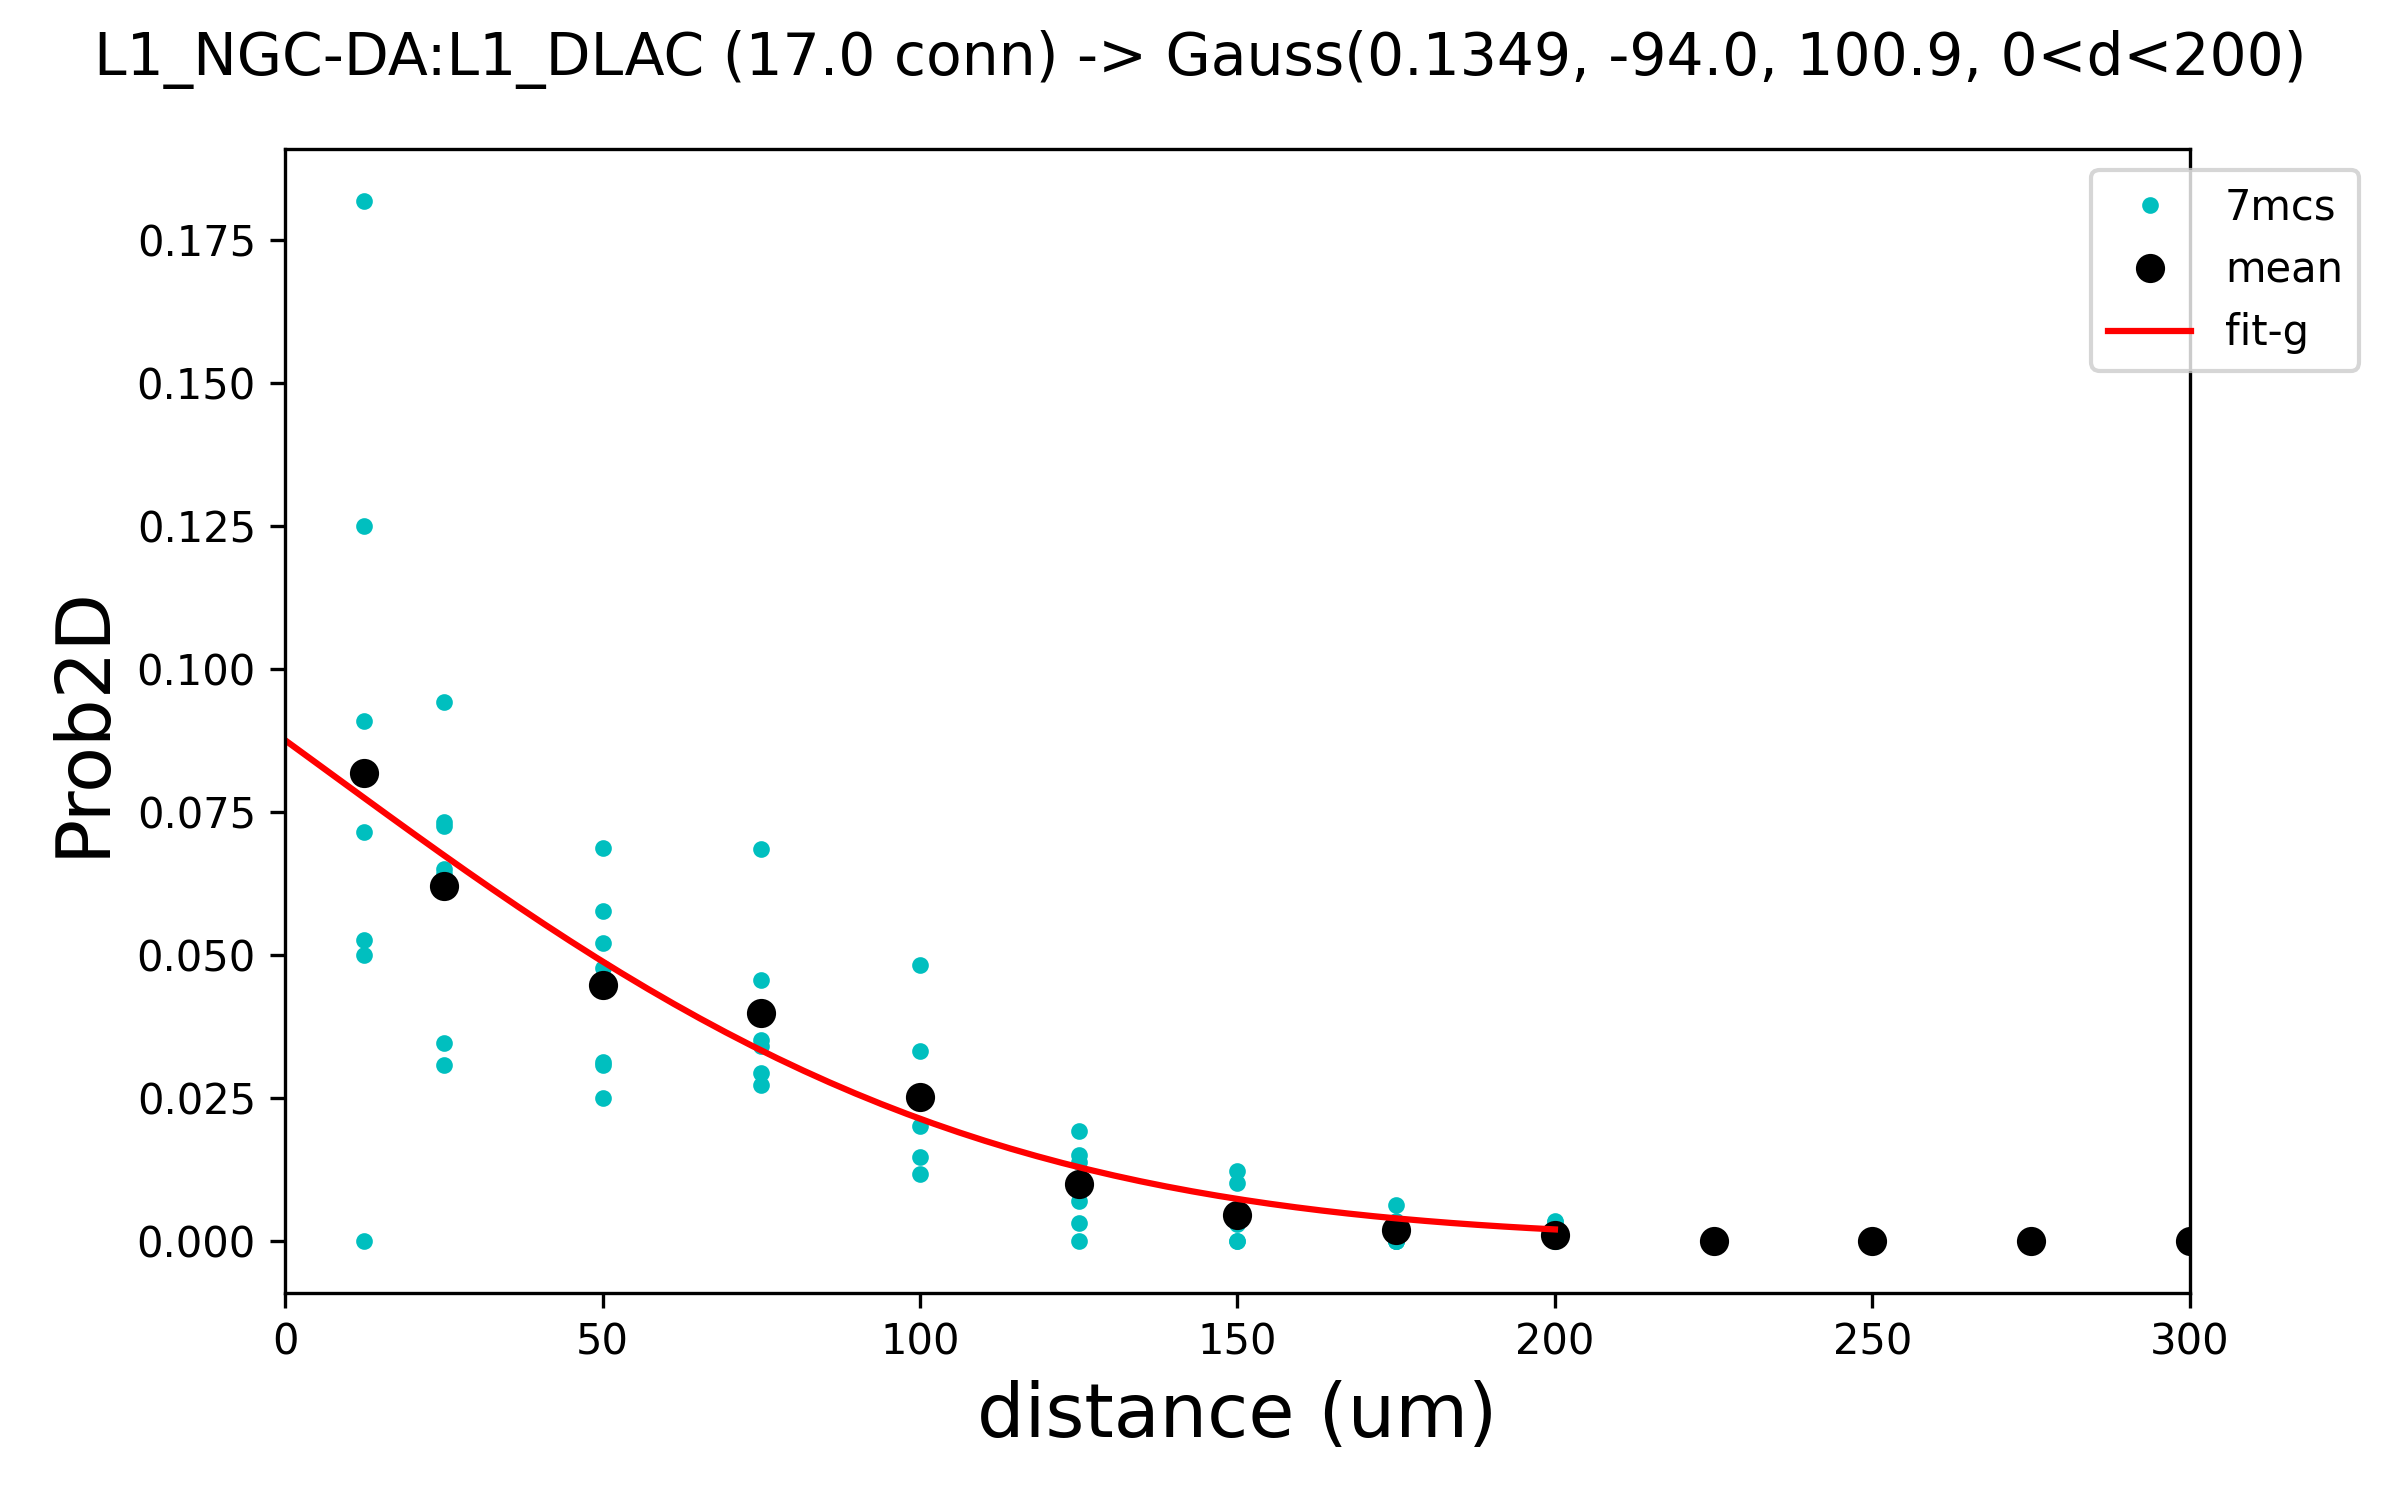 L1_NGC-DA:L1_DLAC (17.0 conn) -> Gauss(0.1349, -94.0, 100.9, 0<d<200)
7mcs
mean
fit-g
0.175
0.150
0.125
0.100
0.075
0.050
0.025
0.000
Prob2D
0 50 100 150 200 250 300
distance (um)